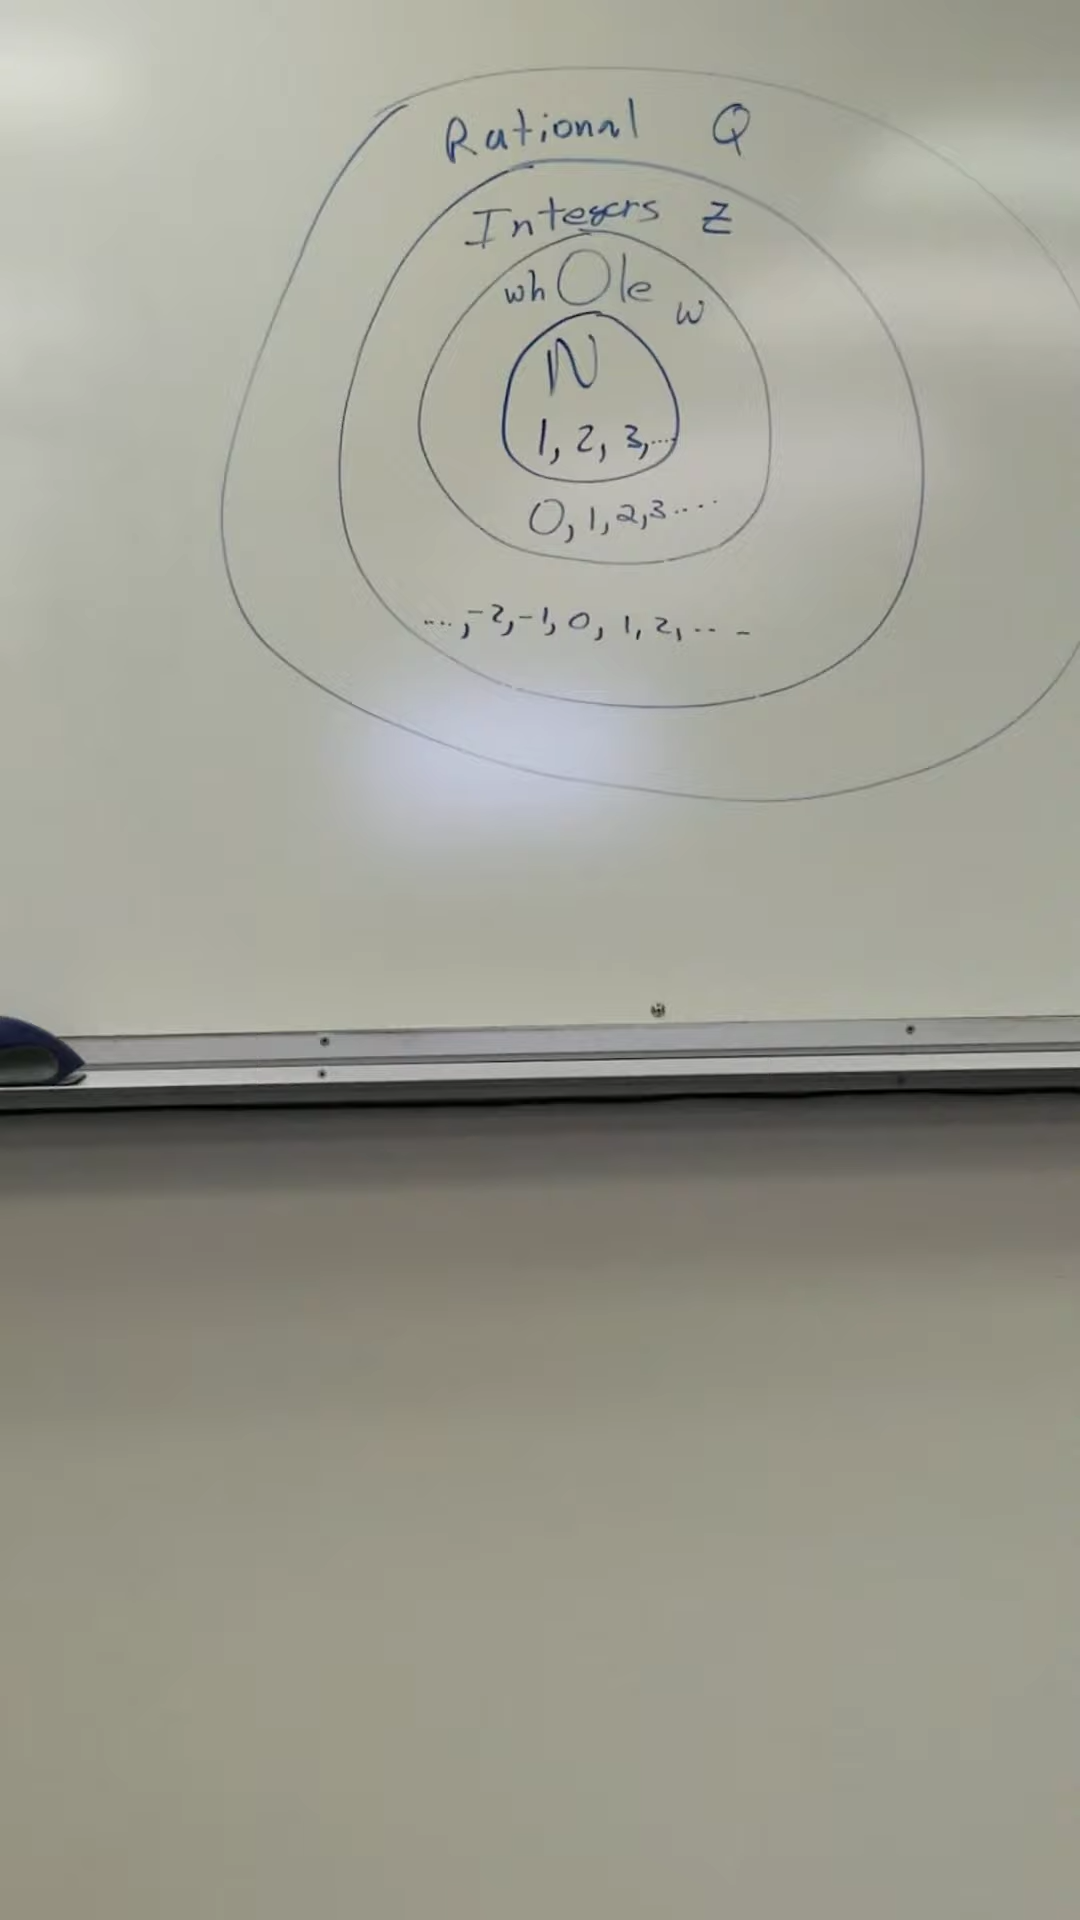 Rational Q
Integers Z
whOle W
N
1, 2, 3,...
0, 1, 2, 3....
..., -2, -1, 0, 1, 2, ...